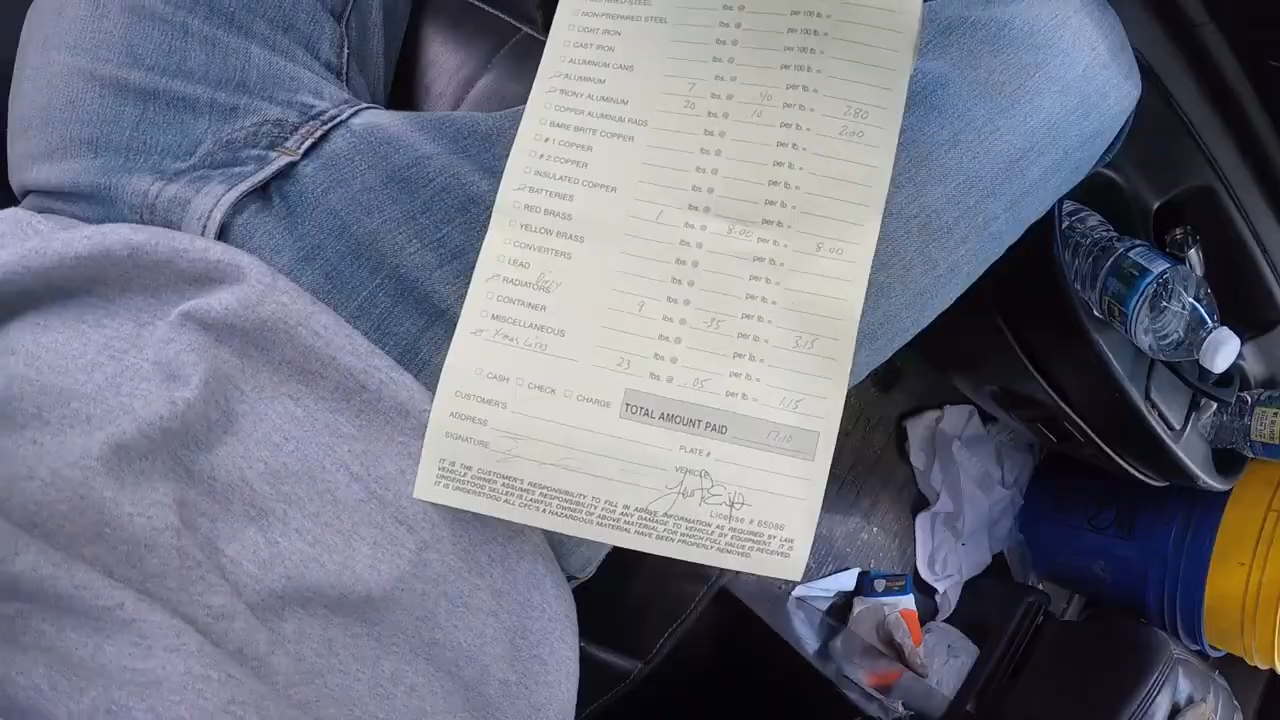 NON-PREPARED STEEL lbs. @ per 100 lb. =
LIGHT IRON lbs. @ per 100 lb. =
CAST IRON lbs. @ per 100 lb. =
ALUMINUM CANS lbs. @ per lb. =
ALUMINUM 7 lbs. @ .40 per lb. = 2.80
IRONY ALUMINUM 20 lbs. @ .10 per lb. = 2.00
COPPER ALUMINUM RADS lbs. @ per lb. =
BARE BRITE COPPER lbs. @ per lb. =
# 1 COPPER lbs. @ per lb. =
# 2 COPPER lbs. @ per lb. =
INSULATED COPPER lbs. @ per lb. =
BATTERIES 1 lbs. @ 8.00 per lb. = 8.00
RED BRASS lbs. @ per lb. =
YELLOW BRASS lbs. @ per lb. =
CONVERTERS lbs. @ per lb. =
LEAD lbs. @ per lb. =
RADIATORS Dirty 9 lbs. @ .35 per lb. = 3.15
CONTAINER lbs. @ per lb. =
MISCELLANEOUS lbs. @ per lb. =
Xmas Lites 23 lbs. @ .05 per lb. = 1.15
CASH CHECK CHARGE
TOTAL AMOUNT PAID 17.10
CUSTOMER'S
ADDRESS PLATE #
SIGNATURE VEHICLE
License # 65086
IT IS THE CUSTOMER'S RESPONSIBILITY TO FILL IN ABOVE INFORMATION AS REQUIRED BY LAW.
VEHICLE OWNER ASSUMES RESPONSIBILITY FOR ANY DAMAGE TO VEHICLE BY EQUIPMENT. IT IS
UNDERSTOOD SELLER IS LAWFUL OWNER OF ABOVE MATERIAL, FOR WHICH FULL VALUE IS RECEIVED.
IT IS UNDERSTOOD ALL CFC'S & HAZARDOUS MATERIAL HAVE BEEN PROPERLY REMOVED.